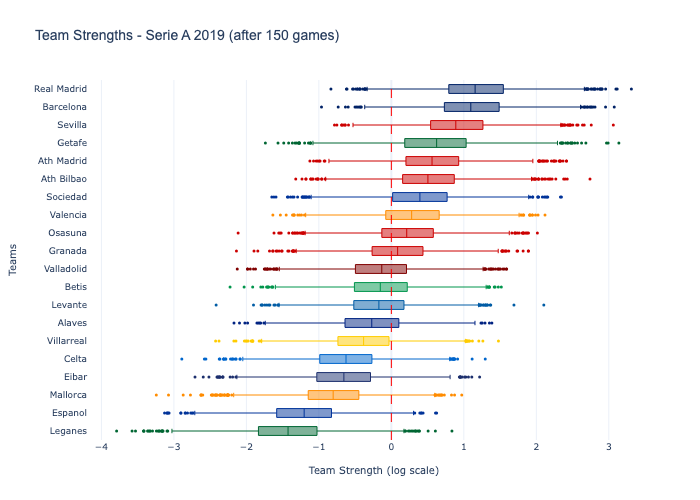 Team Strengths - Serie A 2019 (after 150 games)
Real Madrid
Barcelona
Sevilla
Getafe
Ath Madrid
Ath Bilbao
Sociedad
Valencia
Osasuna
Granada
Valladolid
Betis
Levante
Alaves
Villarreal
Celta
Eibar
Mallorca
Espanol
Leganes
Teams
−4 −3 −2 −1 0 1 2 3
Team Strength (log scale)